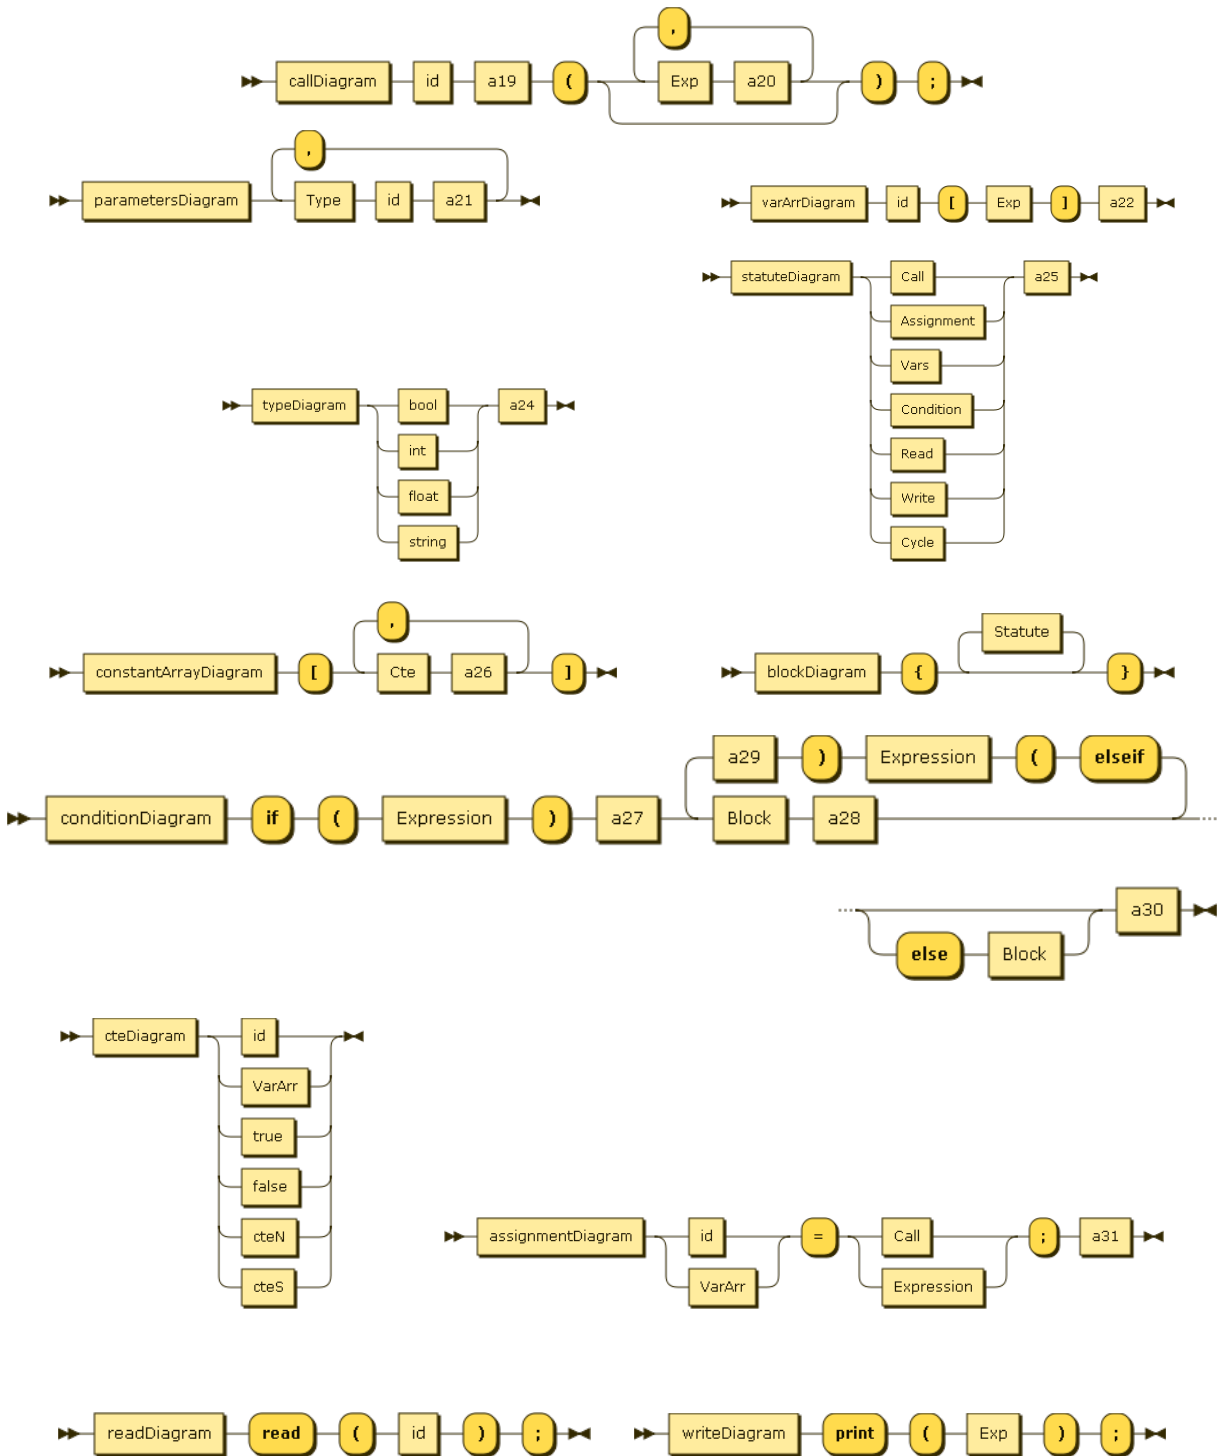 ,
callDiagram id a19 ( Exp a20 ) ;
,
parametersDiagram Type id a21
varArrDiagram id [ Exp ] a22
statuteDiagram Call a25
Assignment
Vars
Condition
Read
Write
Cycle
typeDiagram bool a24
int
float
string
,
constantArrayDiagram [ Cte a26 ]
Statute
blockDiagram { }
a29 ) Expression ( elseif
conditionDiagram if ( Expression ) a27 Block a28
a30
else Block
cteDiagram id
VarArr
true
false
cteN
cteS
assignmentDiagram id = Call ; a31
VarArr Expression
readDiagram read ( id ) ;
writeDiagram print ( Exp ) ;